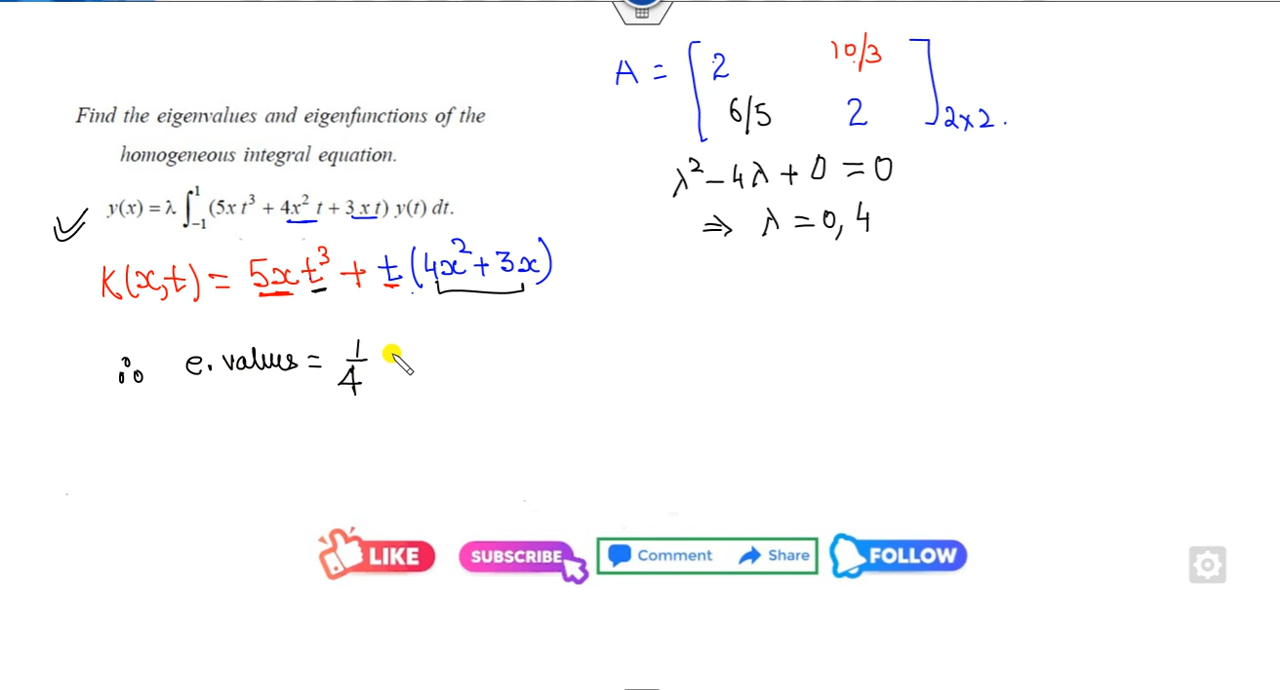 Find the eigenvalues and eigenfunctions of the
homogeneous integral equation.
y(x) = λ ∫₋₁¹ (5x t³ + 4x² t + 3 x t) y(t) dt.
K(x,t) = 5x t³ + t (4x² + 3x)
∴ e. values = 1/4
A = [2 10/3
6/5 2]2×2.
λ² - 4λ + 0 = 0
⇒ λ = 0, 4
LIKE
SUBSCRIBE
Comment Share
FOLLOW